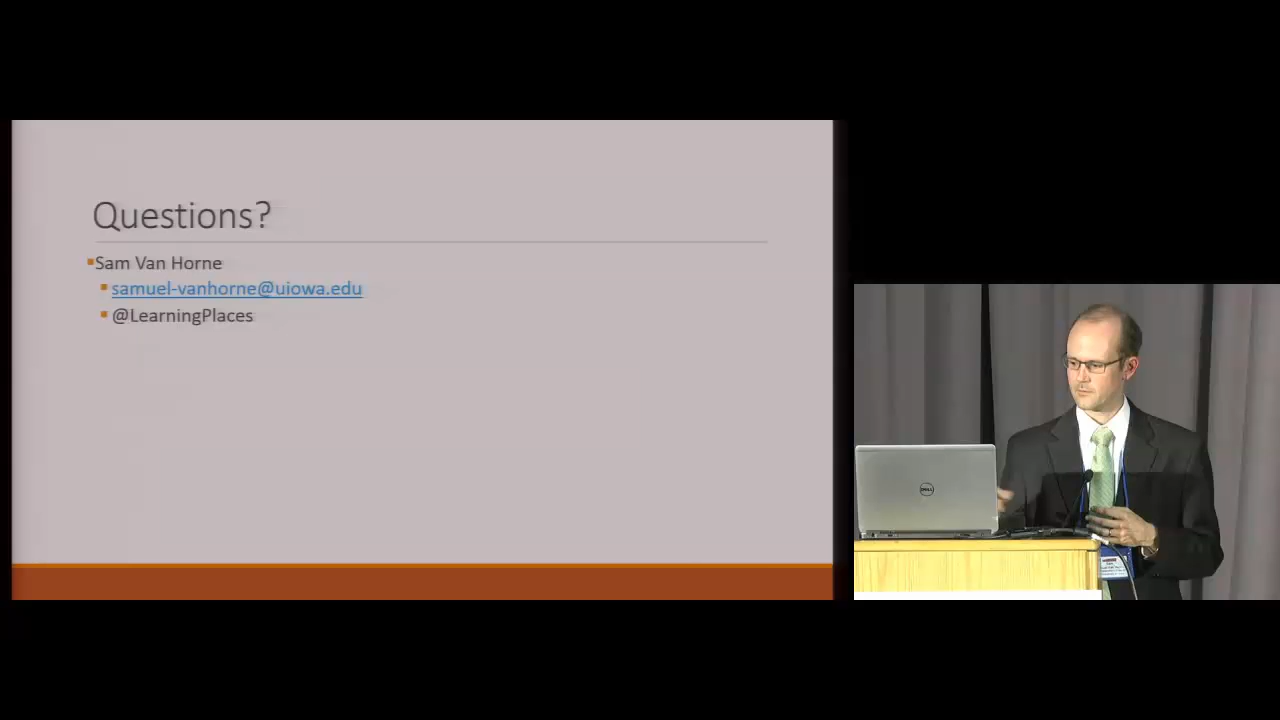 Questions?
Sam Van Horne
samuel-vanhorne@uiowa.edu
@LearningPlaces
DELL